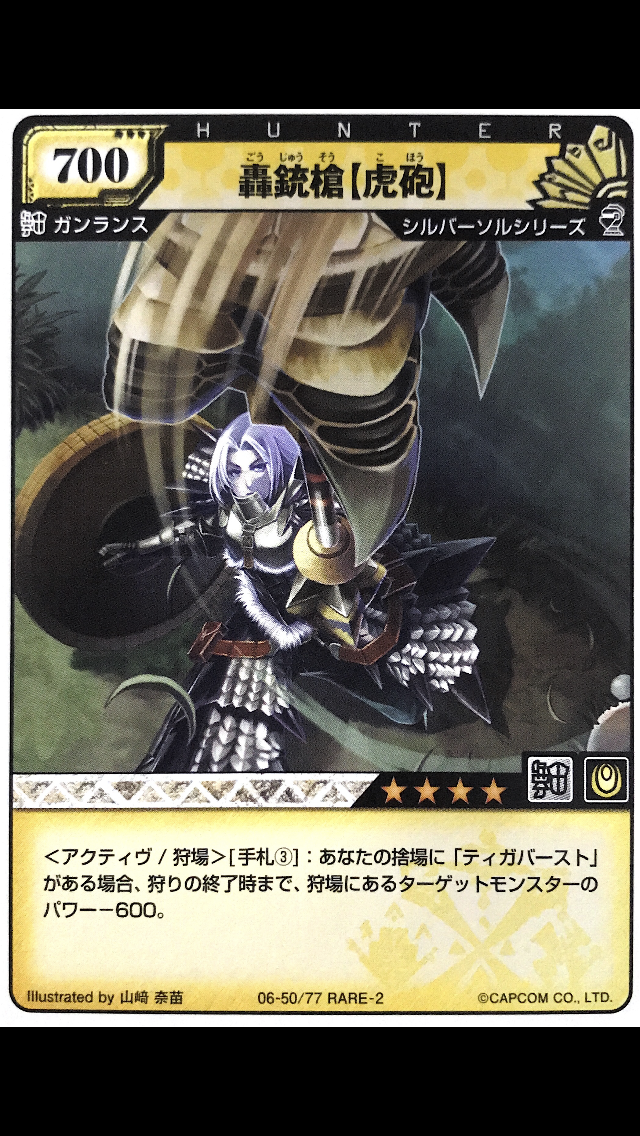 HUNTER
700
ごう じゅう そう こ ほう
轟銃槍【虎砲】
ガンランス
シルバーソルシリーズ
2
★★★★
<アクティヴ / 狩場>[手札③]:あなたの捨場に「ティガバースト」
がある場合、狩りの終了時まで、狩場にあるターゲットモンスターの
パワー−600。
Illustrated by 山﨑 奈苗
06-50/77 RARE-2
©CAPCOM CO., LTD.